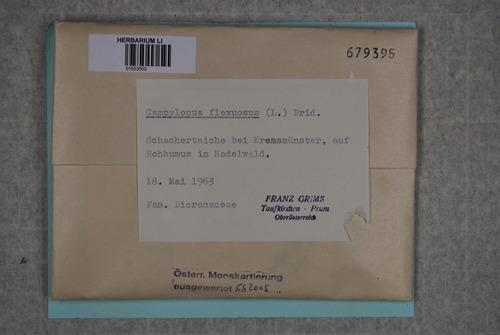 HERBARIUM LI
679395
Campylopus flexuosus (L.) Brid.
Schacherteiche bei Kremsmünster, auf
Rohhumus im Nadelwald.
18. Mai 1963
Fam. Dicranaceae
FRANZ GRIMS
Taufkirchen - Pram
Oberösterreich
Österr. Mooskartierung
ausgewertet